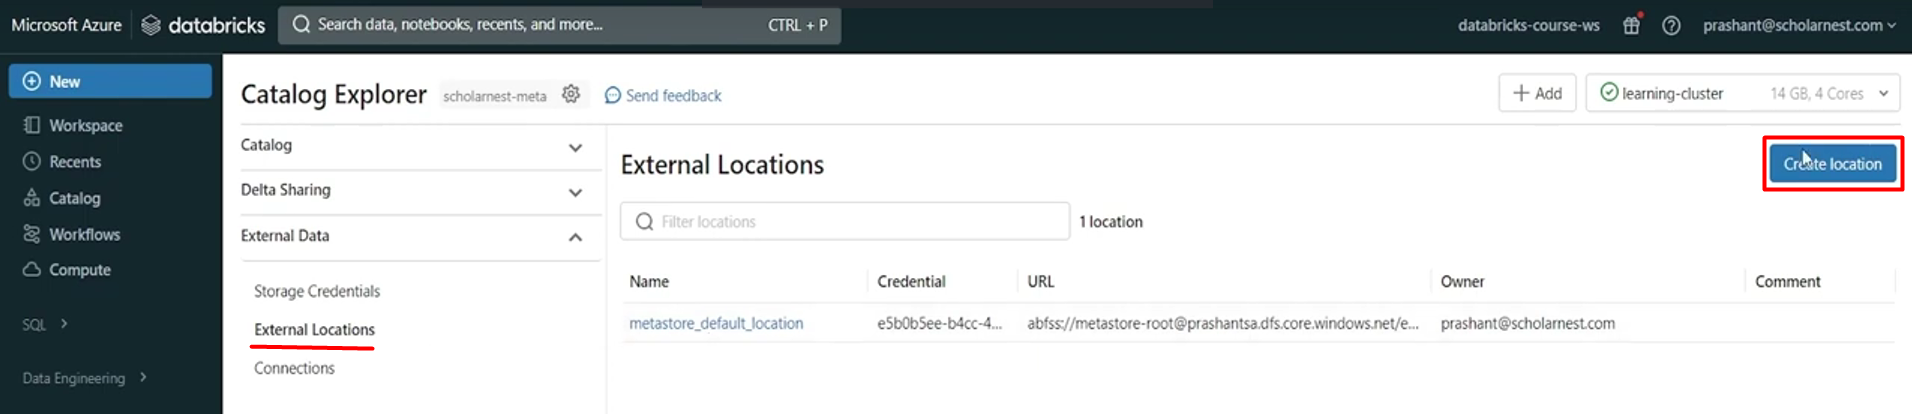 Microsoft Azure databricks Search data, notebooks, recents, and more... CTRL + P databricks-course-ws prashant@scholarnest.com
New
Workspace
Recents
Catalog
Workflows
Compute
SQL
Data Engineering
Catalog Explorer scholarnest-meta Send feedback Add learning-cluster 14 GB, 4 Cores
Catalog
Delta Sharing
External Data
Storage Credentials
External Locations
Connections
External Locations Create location
Filter locations 1 location
Name Credential URL Owner Comment
metastore_default_location e5b0b5ee-b4cc-4... abfss://metastore-root@prashantsa.dfs.core.windows.net/e... prashant@scholarnest.com